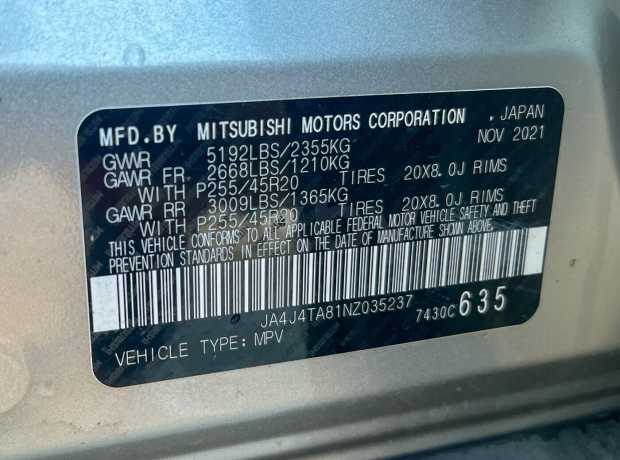 MFD.BY MITSUBISHI MOTORS CORPORATION . JAPAN
NOV 2021
GVWR 5192LBS/2355KG
GAWR FR 2668LBS/1210KG
WITH P255/45R20 TIRES 20X8.0J RIMS
GAWR RR 3009LBS/1365KG
WITH P255/45R20 TIRES 20X8.0J RIMS
THIS VEHICLE CONFORMS TO ALL APPLICABLE FEDERAL MOTOR VEHICLE SAFETY AND THEFT
PREVENTION STANDARDS IN EFFECT ON THE DATE OF MANUFACTURE SHOWN ABOVE.
JA4J4TA81NZ035237
7430C 635
VEHICLE TYPE: MPV